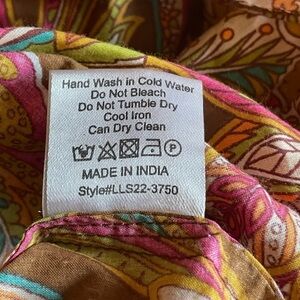 Hand Wash in Cold Water
Do Not Bleach
Do Not Tumble Dry
Cool Iron
Can Dry Clean
P
MADE IN INDIA
Style#LLS22-3750